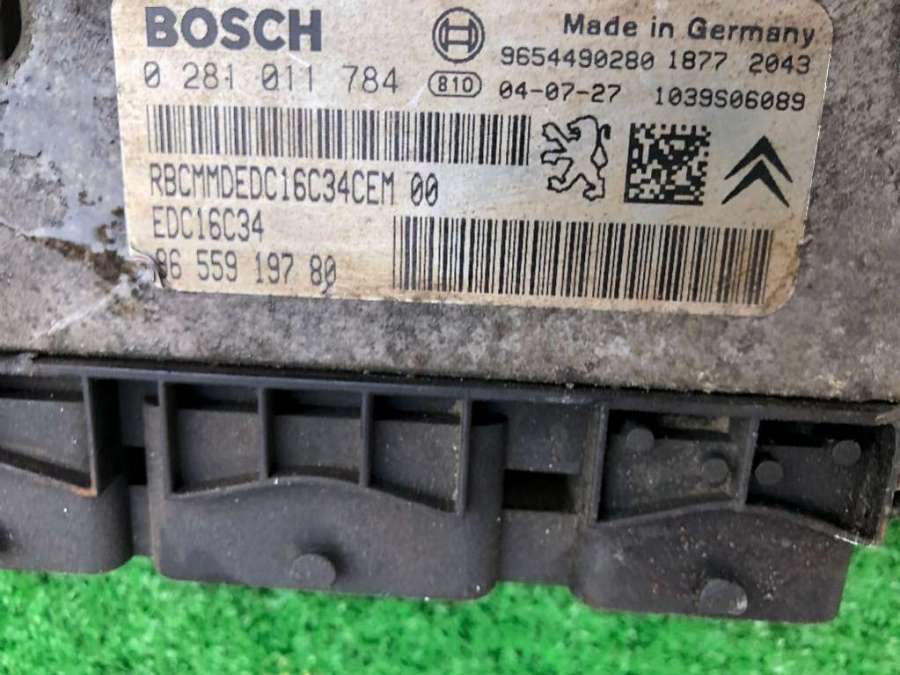 BOSCH
Made in Germany
9654490280 1877 2043
0 281 011 784
810
04-07-27 1039S06089
RBCMMDEDC16C34CEM 00
EDC16C34
96 559 197 80